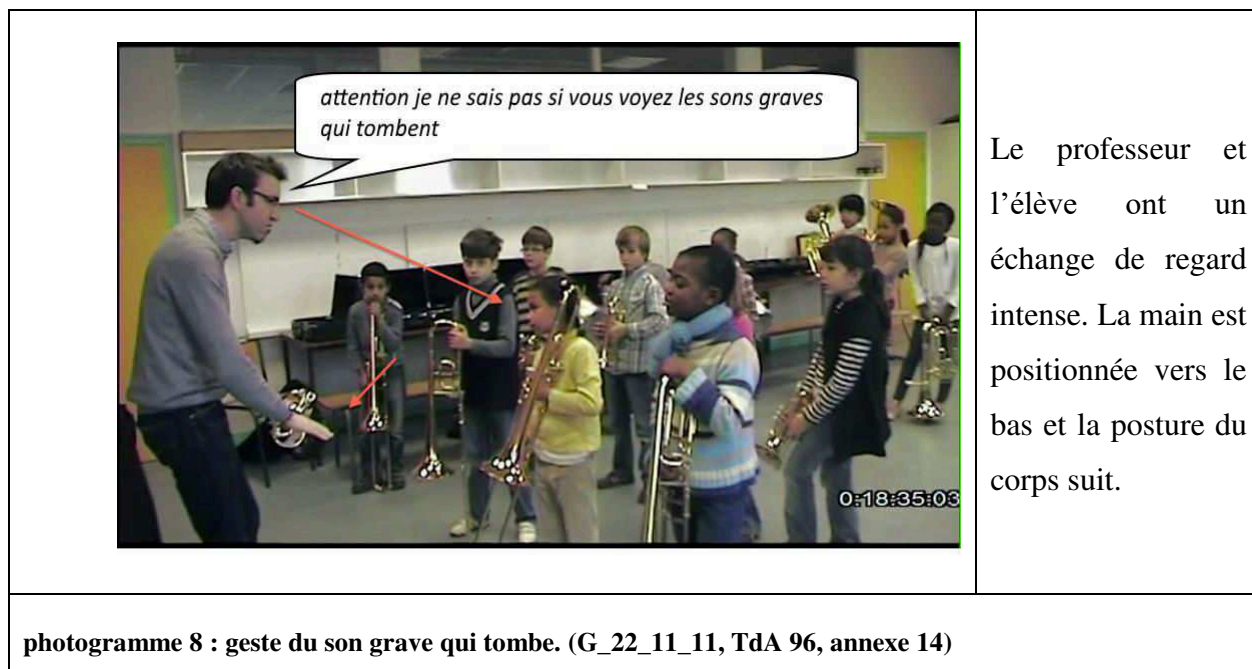 attention je ne sais pas si vous voyez les sons graves
qui tombent
0:18:35:03
Le professeur et
l'élève ont un
échange de regard
intense. La main est
positionnée vers le
bas et la posture du
corps suit.
photogramme 8 : geste du son grave qui tombe. (G_22_11_11, TdA 96, annexe 14)